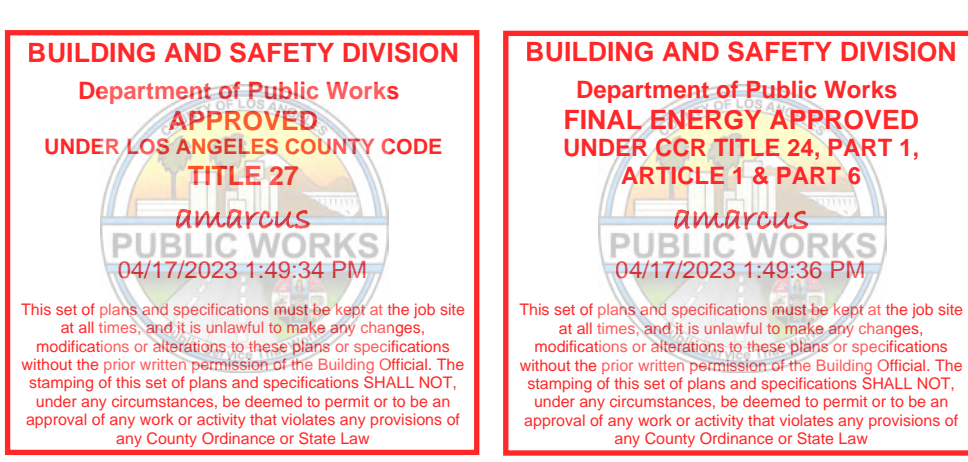 BUILDING AND SAFETY DIVISION
Department of Public Works
APPROVED
UNDER LOS ANGELES COUNTY CODE
TITLE 27
amarcus
PUBLIC WORKS
04/17/2023 1:49:34 PM
This set of plans and specifications must be kept at the job site
at all times, and it is unlawful to make any changes,
modifications or alterations to these plans or specifications
without the prior written permission of the Building Official. The
stamping of this set of plans and specifications SHALL NOT,
under any circumstances, be deemed to permit or to be an
approval of any work or activity that violates any provisions of
any County Ordinance or State Law
BUILDING AND SAFETY DIVISION
Department of Public Works
FINAL ENERGY APPROVED
UNDER CCR TITLE 24, PART 1,
ARTICLE 1 & PART 6
amarcus
PUBLIC WORKS
04/17/2023 1:49:36 PM
This set of plans and specifications must be kept at the job site
at all times, and it is unlawful to make any changes,
modifications or alterations to these plans or specifications
without the prior written permission of the Building Official. The
stamping of this set of plans and specifications SHALL NOT,
under any circumstances, be deemed to permit or to be an
approval of any work or activity that violates any provisions of
any County Ordinance or State Law